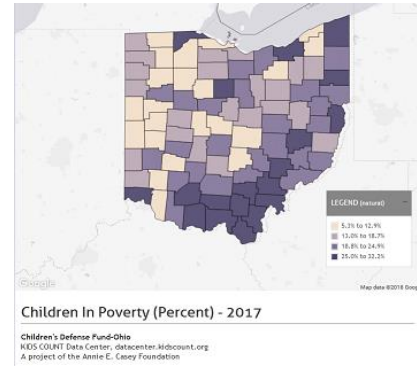 LEGEND (natural)
5.3% to 12.9%
13.0% to 18.7%
18.8% to 24.9%
25.0% to 32.2%
Google
Map data ©2018 Goog
Children In Poverty (Percent) - 2017
Children's Defense Fund-Ohio
KIDS COUNT Data Center, datacenter.kidscount.org
A project of the Annie E. Casey Foundation